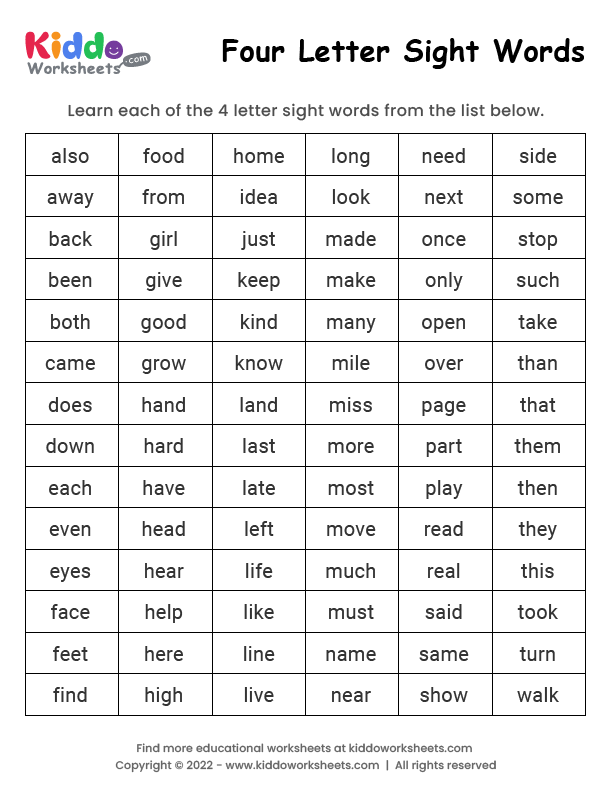 Kiddo
Worksheets.com
Four Letter Sight Words
Learn each of the 4 letter sight words from the list below.
also food home long need side
away from idea look next some
back girl just made once stop
been give keep make only such
both good kind many open take
came grow know mile over than
does hand land miss page that
down hard last more part them
each have late most play then
even head left move read they
eyes hear life much real this
face help like must said took
feet here line name same turn
find high live near show walk
Find more educational worksheets at kiddoworksheets.com
Copyright © 2022 - www.kiddoworksheets.com | All rights reserved